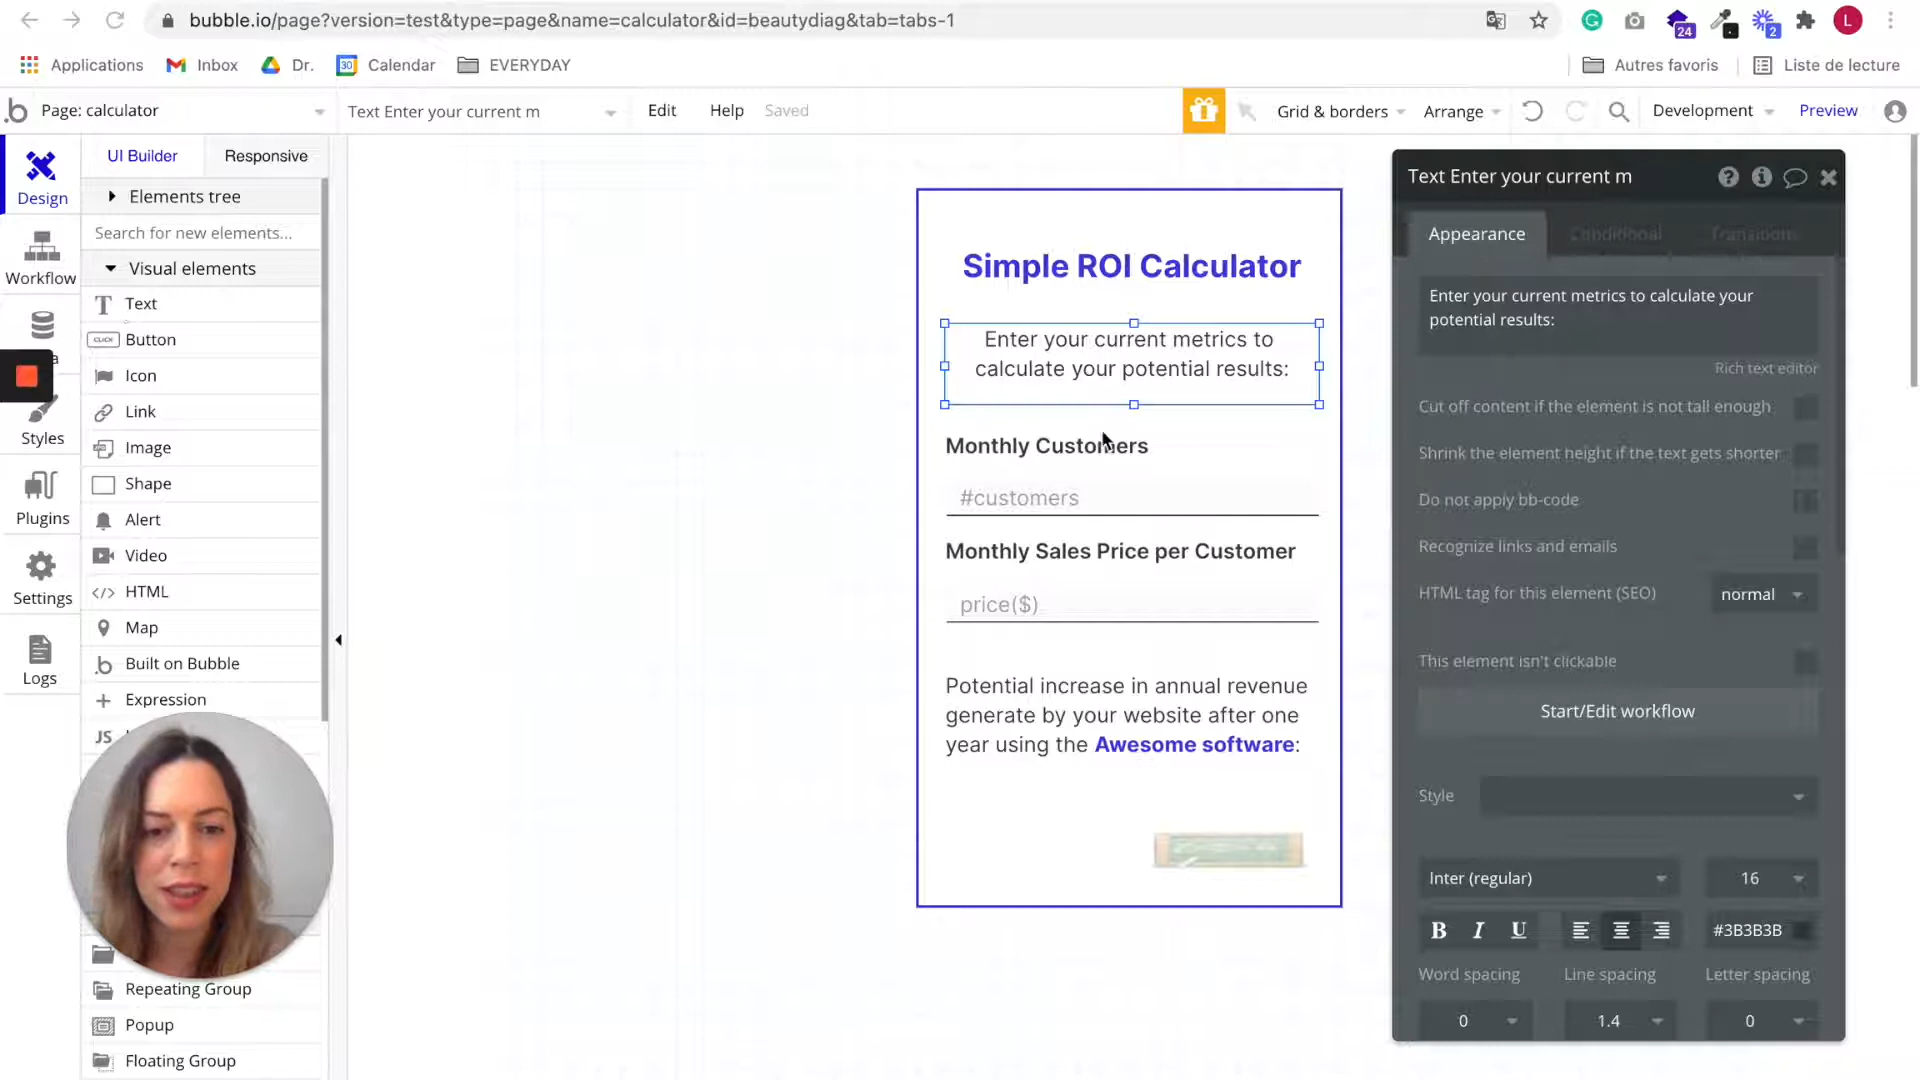 bubble.io/page?version=test&type=page&name=calculator&id=beautydiag&tab=tabs-1
24
2
L
Applications
Inbox
Dr.
30
Calendar
EVERYDAY
Autres favoris
Liste de lecture
Page: calculator
Text Enter your current m
Edit
Help
Saved
Grid & borders
Arrange
Development
Preview
UI Builder
Responsive
Design
Workflow
Styles
Plugins
Settings
Logs
Elements tree
Search for new elements...
Visual elements
Text
CLICK
Button
Icon
Link
Image
Shape
Alert
Video
</> HTML
Map
Built on Bubble
Expression
JS
Repeating Group
Popup
Floating Group
Simple ROI Calculator
Enter your current metrics to
calculate your potential results:
Monthly Customers
#customers
Monthly Sales Price per Customer
price($)
Potential increase in annual revenue
generate by your website after one
year using the Awesome software:
Text Enter your current m
Appearance
Conditional
Transitions
Enter your current metrics to calculate your
potential results:
Rich text editor
Cut off content if the element is not tall enough
Shrink the element height if the text gets shorter
Do not apply bb-code
Recognize links and emails
HTML tag for this element (SEO)
normal
This element isn't clickable
Start/Edit workflow
Style
Inter (regular)
16
B I U
#3B3B3B
Word spacing
Line spacing
Letter spacing
0
1.4
0